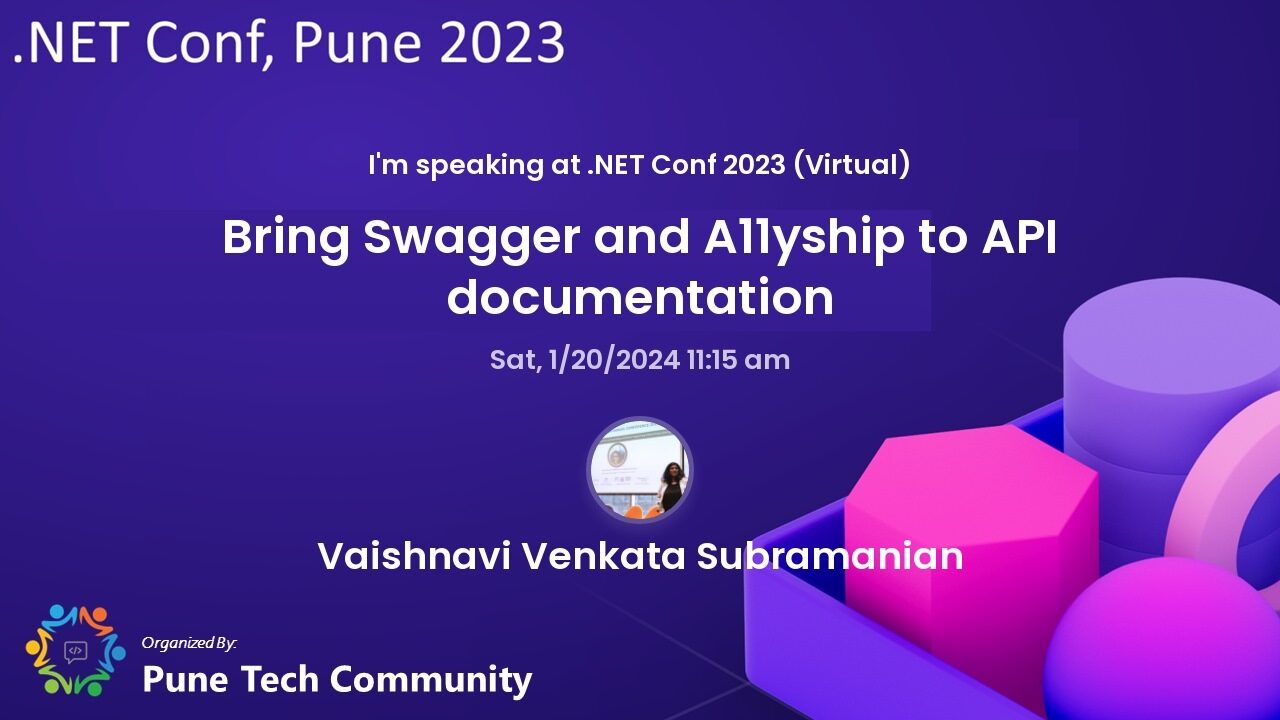 .NET Conf, Pune 2023
I'm speaking at .NET Conf 2023 (Virtual)
Bring Swagger and A11yship to API
documentation
Sat, 1/20/2024 11:15 am
Vaishnavi Venkata Subramanian
</>
Organized By:
Pune Tech Community